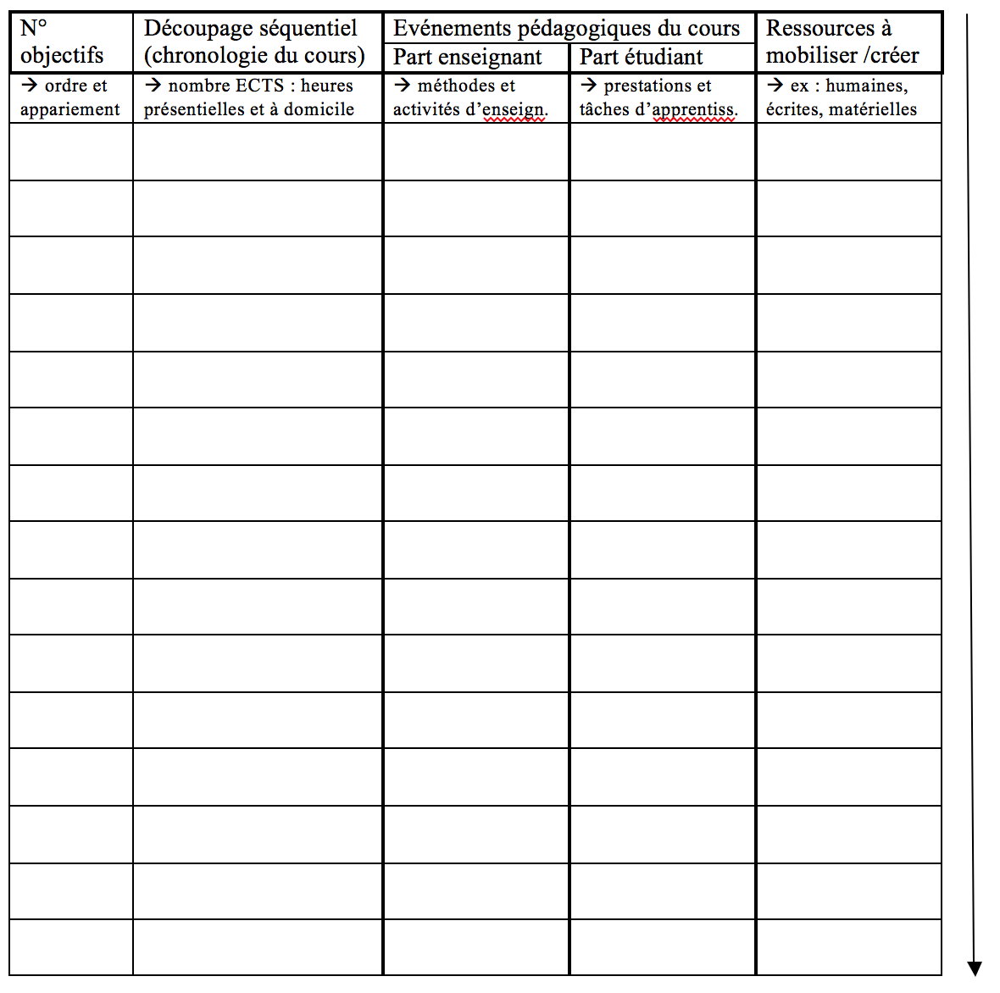 N°
objectifs
Découpage séquentiel
(chronologie du cours)
Evénements pédagogiques du cours
Part enseignant
Part étudiant
Ressources à
mobiliser /créer
→ ordre et
appariement
→ nombre ECTS : heures
présentielles et à domicile
→ méthodes et
activités d’enseign.
→ prestations et
tâches d’apprentiss.
→ ex : humaines,
écrites, matérielles